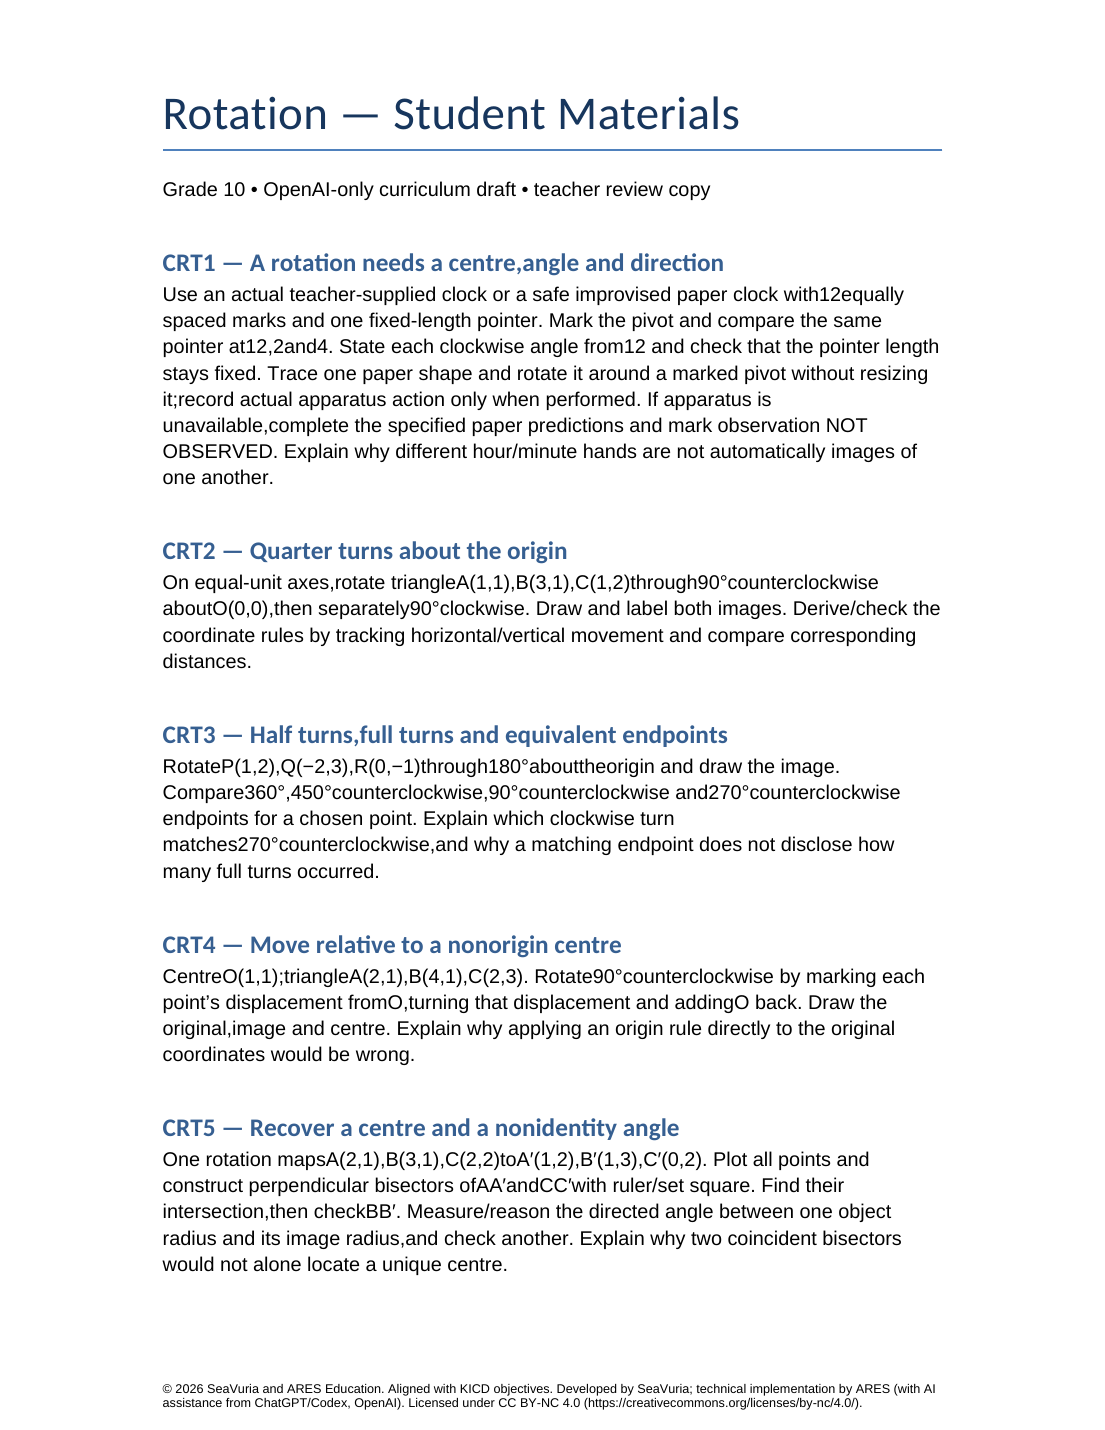 Rotation — Student Materials
Grade 10 • OpenAI-only curriculum draft • teacher review copy
CRT1 — A rotation needs a centre,angle and direction
Use an actual teacher-supplied clock or a safe improvised paper clock with12equally
spaced marks and one fixed-length pointer. Mark the pivot and compare the same
pointer at12,2and4. State each clockwise angle from12 and check that the pointer length
stays fixed. Trace one paper shape and rotate it around a marked pivot without resizing
it;record actual apparatus action only when performed. If apparatus is
unavailable,complete the specified paper predictions and mark observation NOT
OBSERVED. Explain why different hour/minute hands are not automatically images of
one another.
CRT2 — Quarter turns about the origin
On equal-unit axes,rotate triangleA(1,1),B(3,1),C(1,2)through90°counterclockwise
aboutO(0,0),then separately90°clockwise. Draw and label both images. Derive/check the
coordinate rules by tracking horizontal/vertical movement and compare corresponding
distances.
CRT3 — Half turns,full turns and equivalent endpoints
RotateP(1,2),Q(−2,3),R(0,−1)through180°abouttheorigin and draw the image.
Compare360°,450°counterclockwise,90°counterclockwise and270°counterclockwise
endpoints for a chosen point. Explain which clockwise turn
matches270°counterclockwise,and why a matching endpoint does not disclose how
many full turns occurred.
CRT4 — Move relative to a nonorigin centre
CentreO(1,1);triangleA(2,1),B(4,1),C(2,3). Rotate90°counterclockwise by marking each
point’s displacement fromO,turning that displacement and addingO back. Draw the
original,image and centre. Explain why applying an origin rule directly to the original
coordinates would be wrong.
CRT5 — Recover a centre and a nonidentity angle
One rotation mapsA(2,1),B(3,1),C(2,2)toA′(1,2),B′(1,3),C′(0,2). Plot all points and
construct perpendicular bisectors ofAA′andCC′with ruler/set square. Find their
intersection,then checkBB′. Measure/reason the directed angle between one object
radius and its image radius,and check another. Explain why two coincident bisectors
would not alone locate a unique centre.
© 2026 SeaVuria and ARES Education. Aligned with KICD objectives. Developed by SeaVuria; technical implementation by ARES (with AI
assistance from ChatGPT/Codex, OpenAI). Licensed under CC BY-NC 4.0 (https://creativecommons.org/licenses/by-nc/4.0/).